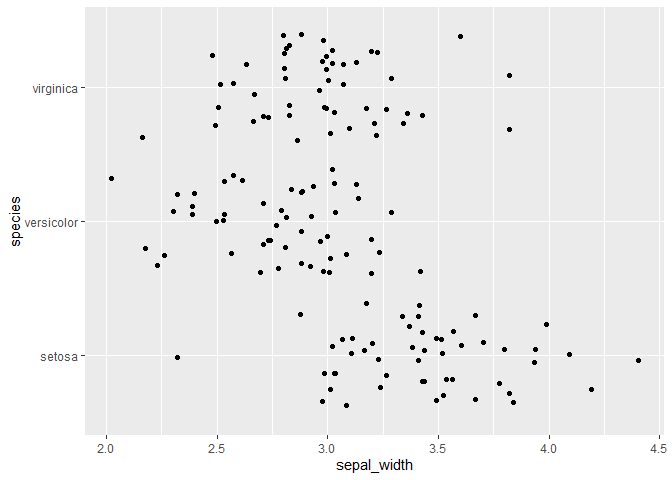 virginica
versicolor
setosa
species
2.0 2.5 3.0 3.5 4.0 4.5
sepal_width